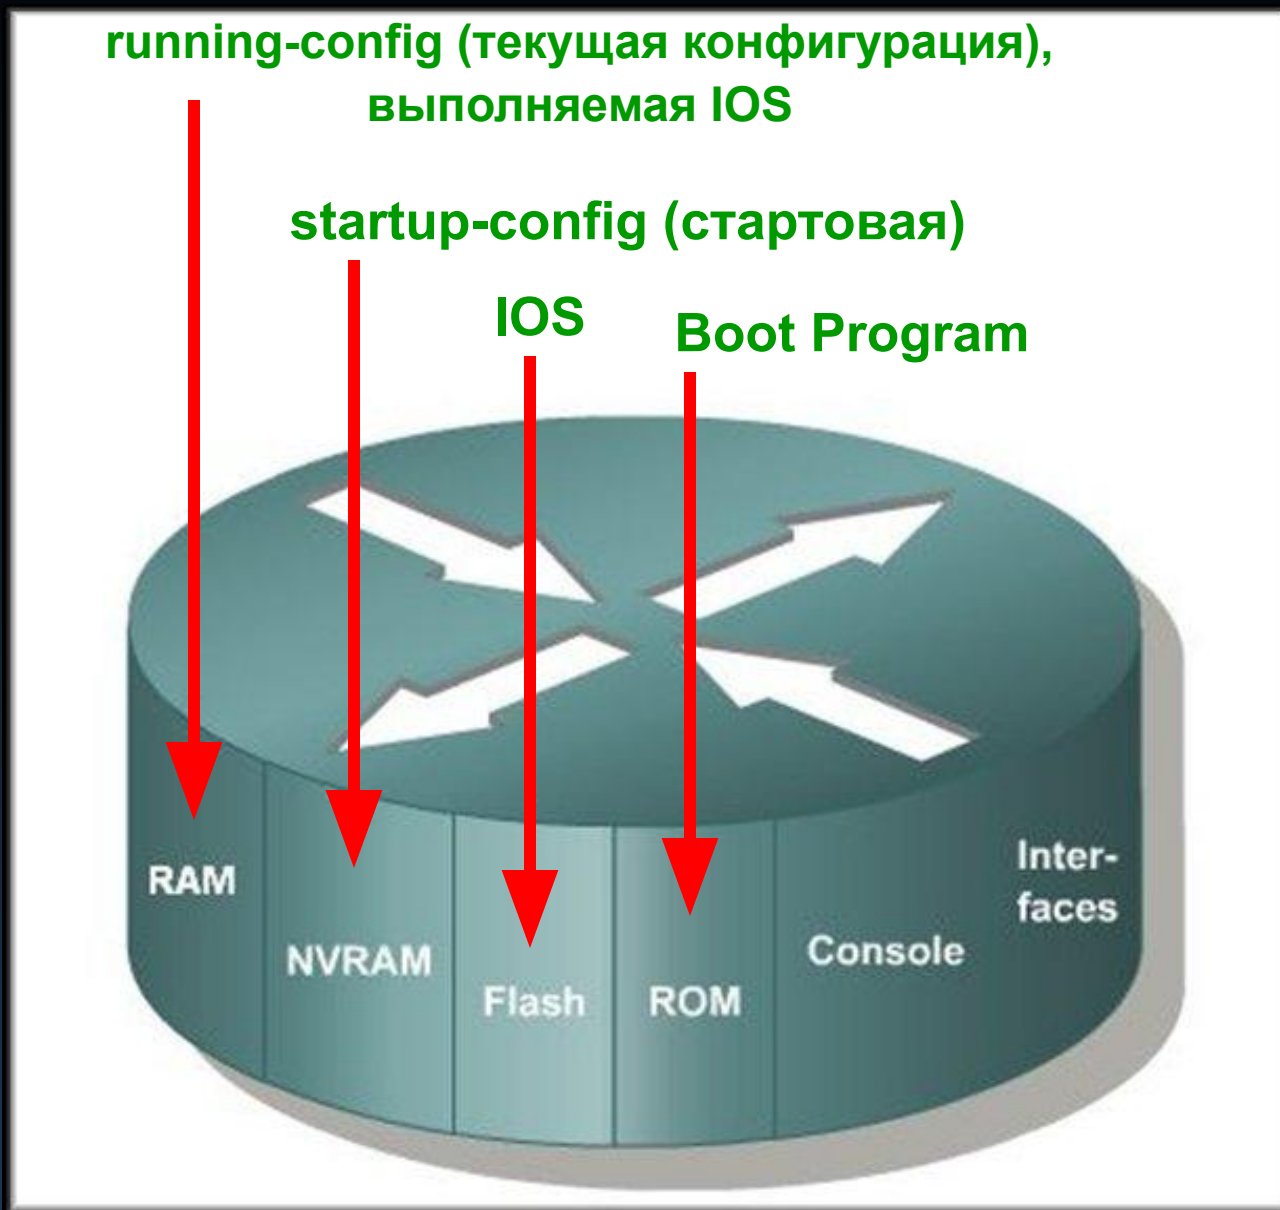 running-config (текущая конфигурация),
выполняемая IOS
startup-config (стартовая)
IOS
Boot Program
RAM
NVRAM
Flash
ROM
Console
Inter-
faces